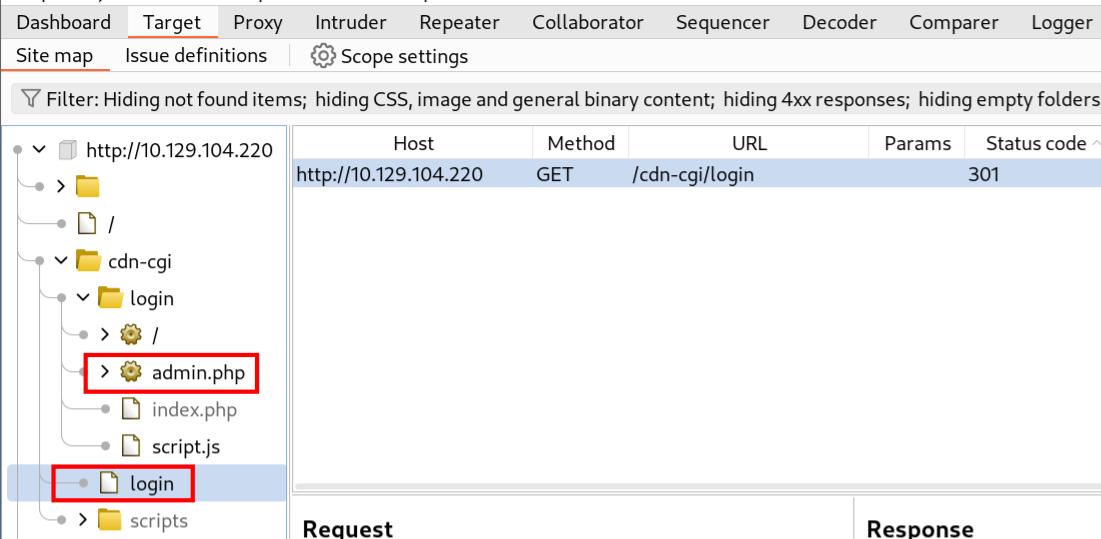 Dashboard Target Proxy Intruder Repeater Collaborator Sequencer Decoder Comparer Logger
Site map Issue definitions Scope settings
Filter: Hiding not found items; hiding CSS, image and general binary content; hiding 4xx responses; hiding empty folders
http://10.129.104.220
/
cdn-cgi
login
/
admin.php
index.php
script.js
login
scripts
Host Method URL Params Status code
http://10.129.104.220 GET /cdn-cgi/login 301
Request Response